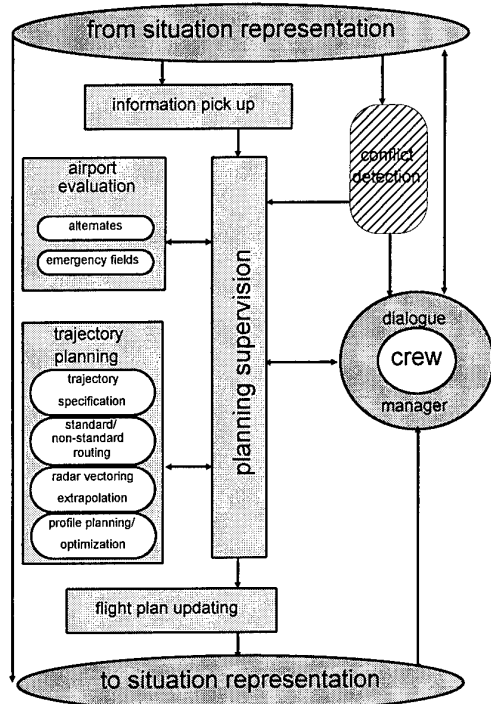 from situation representation
information pick up
conflict
detection
airport
evaluation
alternates
emergency fields
planning supervision
dialogue
crew
manager
trajectory
planning
trajectory
specification
standard/
non-standard
routing
radar vectoring
extrapolation
profile planning/
optimization
flight plan updating
to situation representation